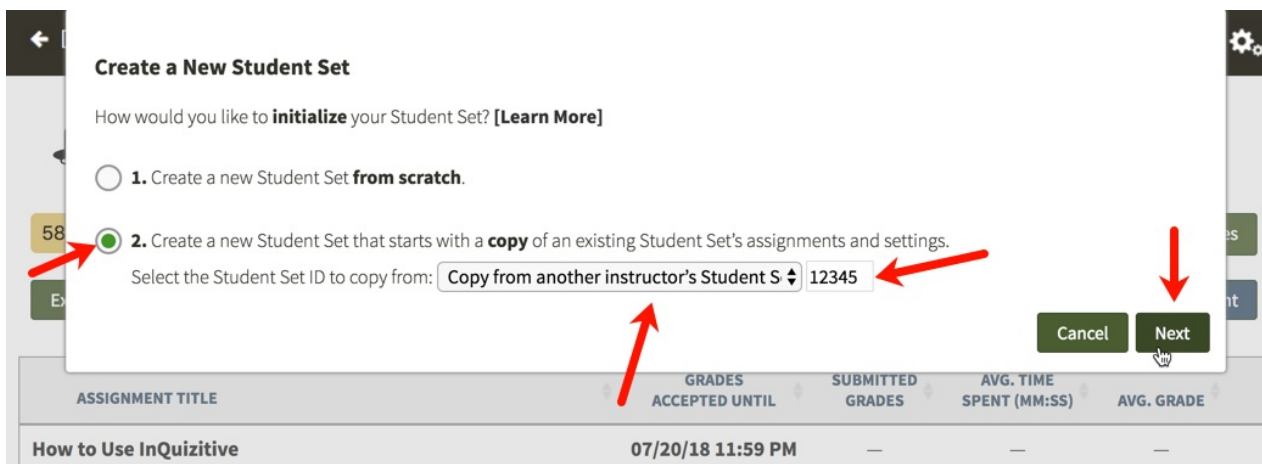 Create a New Student Set
How would you like to initialize your Student Set? [Learn More]
1. Create a new Student Set from scratch.
58
2. Create a new Student Set that starts with a copy of an existing Student Set's assignments and settings.
es
Select the Student Set ID to copy from: Copy from another instructor's Student S 12345
Ex
nt
Cancel Next
ASSIGNMENT TITLE
GRADES
ACCEPTED UNTIL
SUBMITTED
GRADES
AVG. TIME
SPENT (MM:SS)
AVG. GRADE
How to Use InQuizitive 07/20/18 11:59 PM — — —